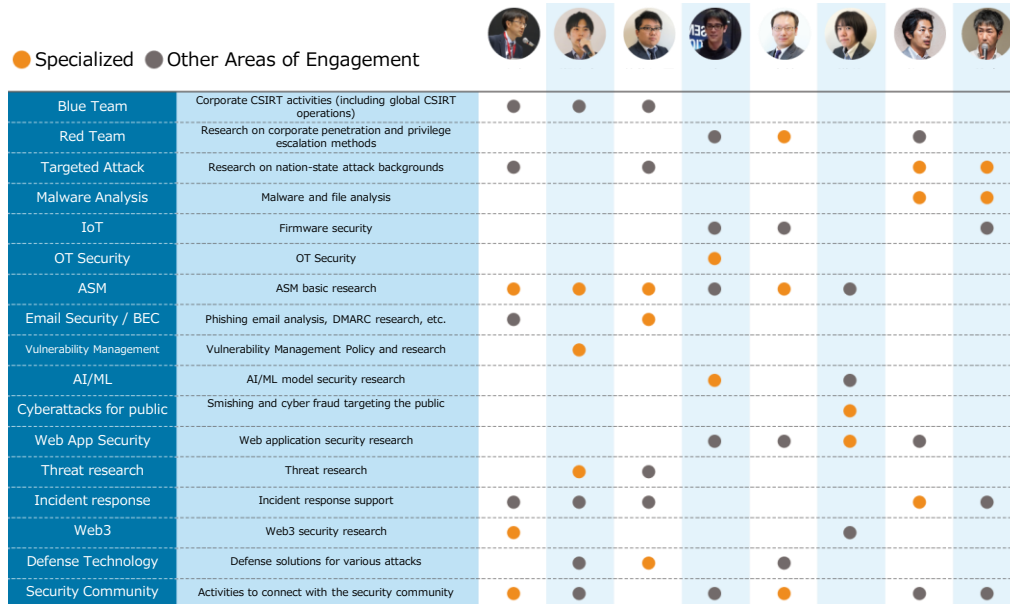 Specialized Other Areas of Engagement
Blue Team Corporate CSIRT activities (including global CSIRT
operations)
Red Team Research on corporate penetration and privilege
escalation methods
Targeted Attack Research on nation-state attack backgrounds
Malware Analysis Malware and file analysis
IoT Firmware security
OT Security OT Security
ASM ASM basic research
Email Security / BEC Phishing email analysis, DMARC research, etc.
Vulnerability Management Vulnerability Management Policy and research
AI/ML AI/ML model security research
Cyberattacks for public Smishing and cyber fraud targeting the public
Web App Security Web application security research
Threat research Threat research
Incident response Incident response support
Web3 Web3 security research
Defense Technology Defense solutions for various attacks
Security Community Activities to connect with the security community